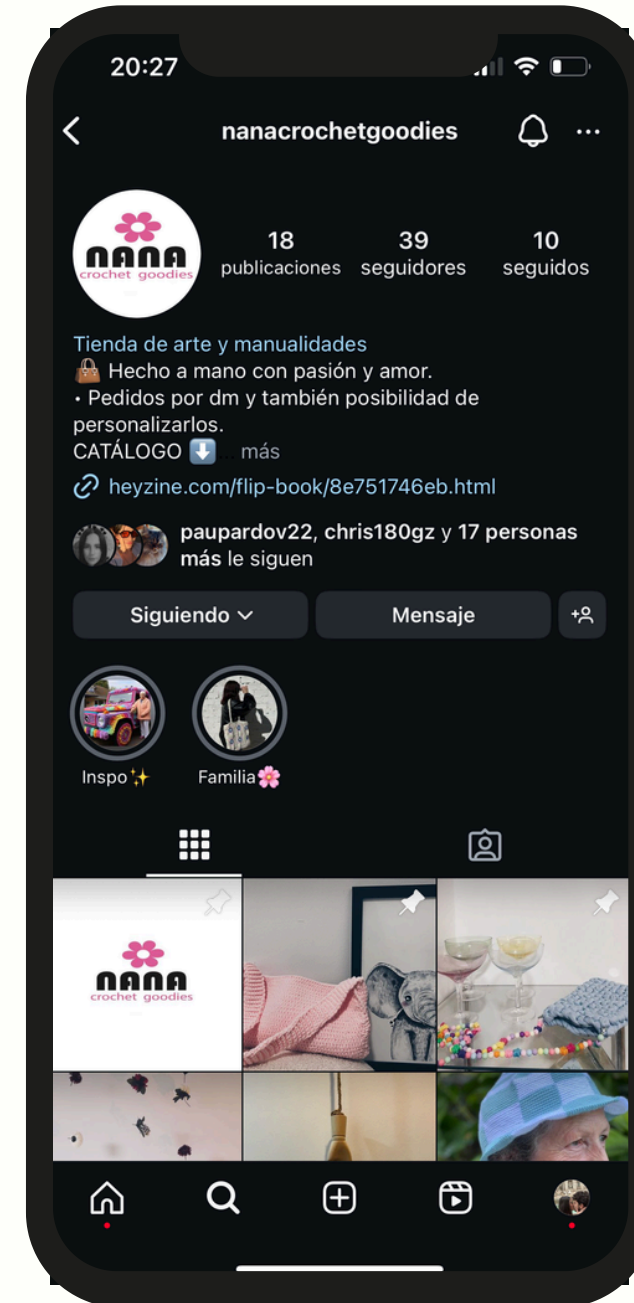 20:27
nanacrochetgoodies
NANA
crochet goodies
18
publicaciones
39
seguidores
10
seguidos
Tienda de arte y manualidades
👜 Hecho a mano con pasión y amor.
• Pedidos por dm y también posibilidad de
personalizarlos.
CATÁLOGO ⬇️... más
heyzine.com/flip-book/8e751746eb.html
paupardov22, chris180gz y 17 personas
más le siguen
Siguiendo
Mensaje
Inspo✨
Familia🌸
NANA
crochet goodies